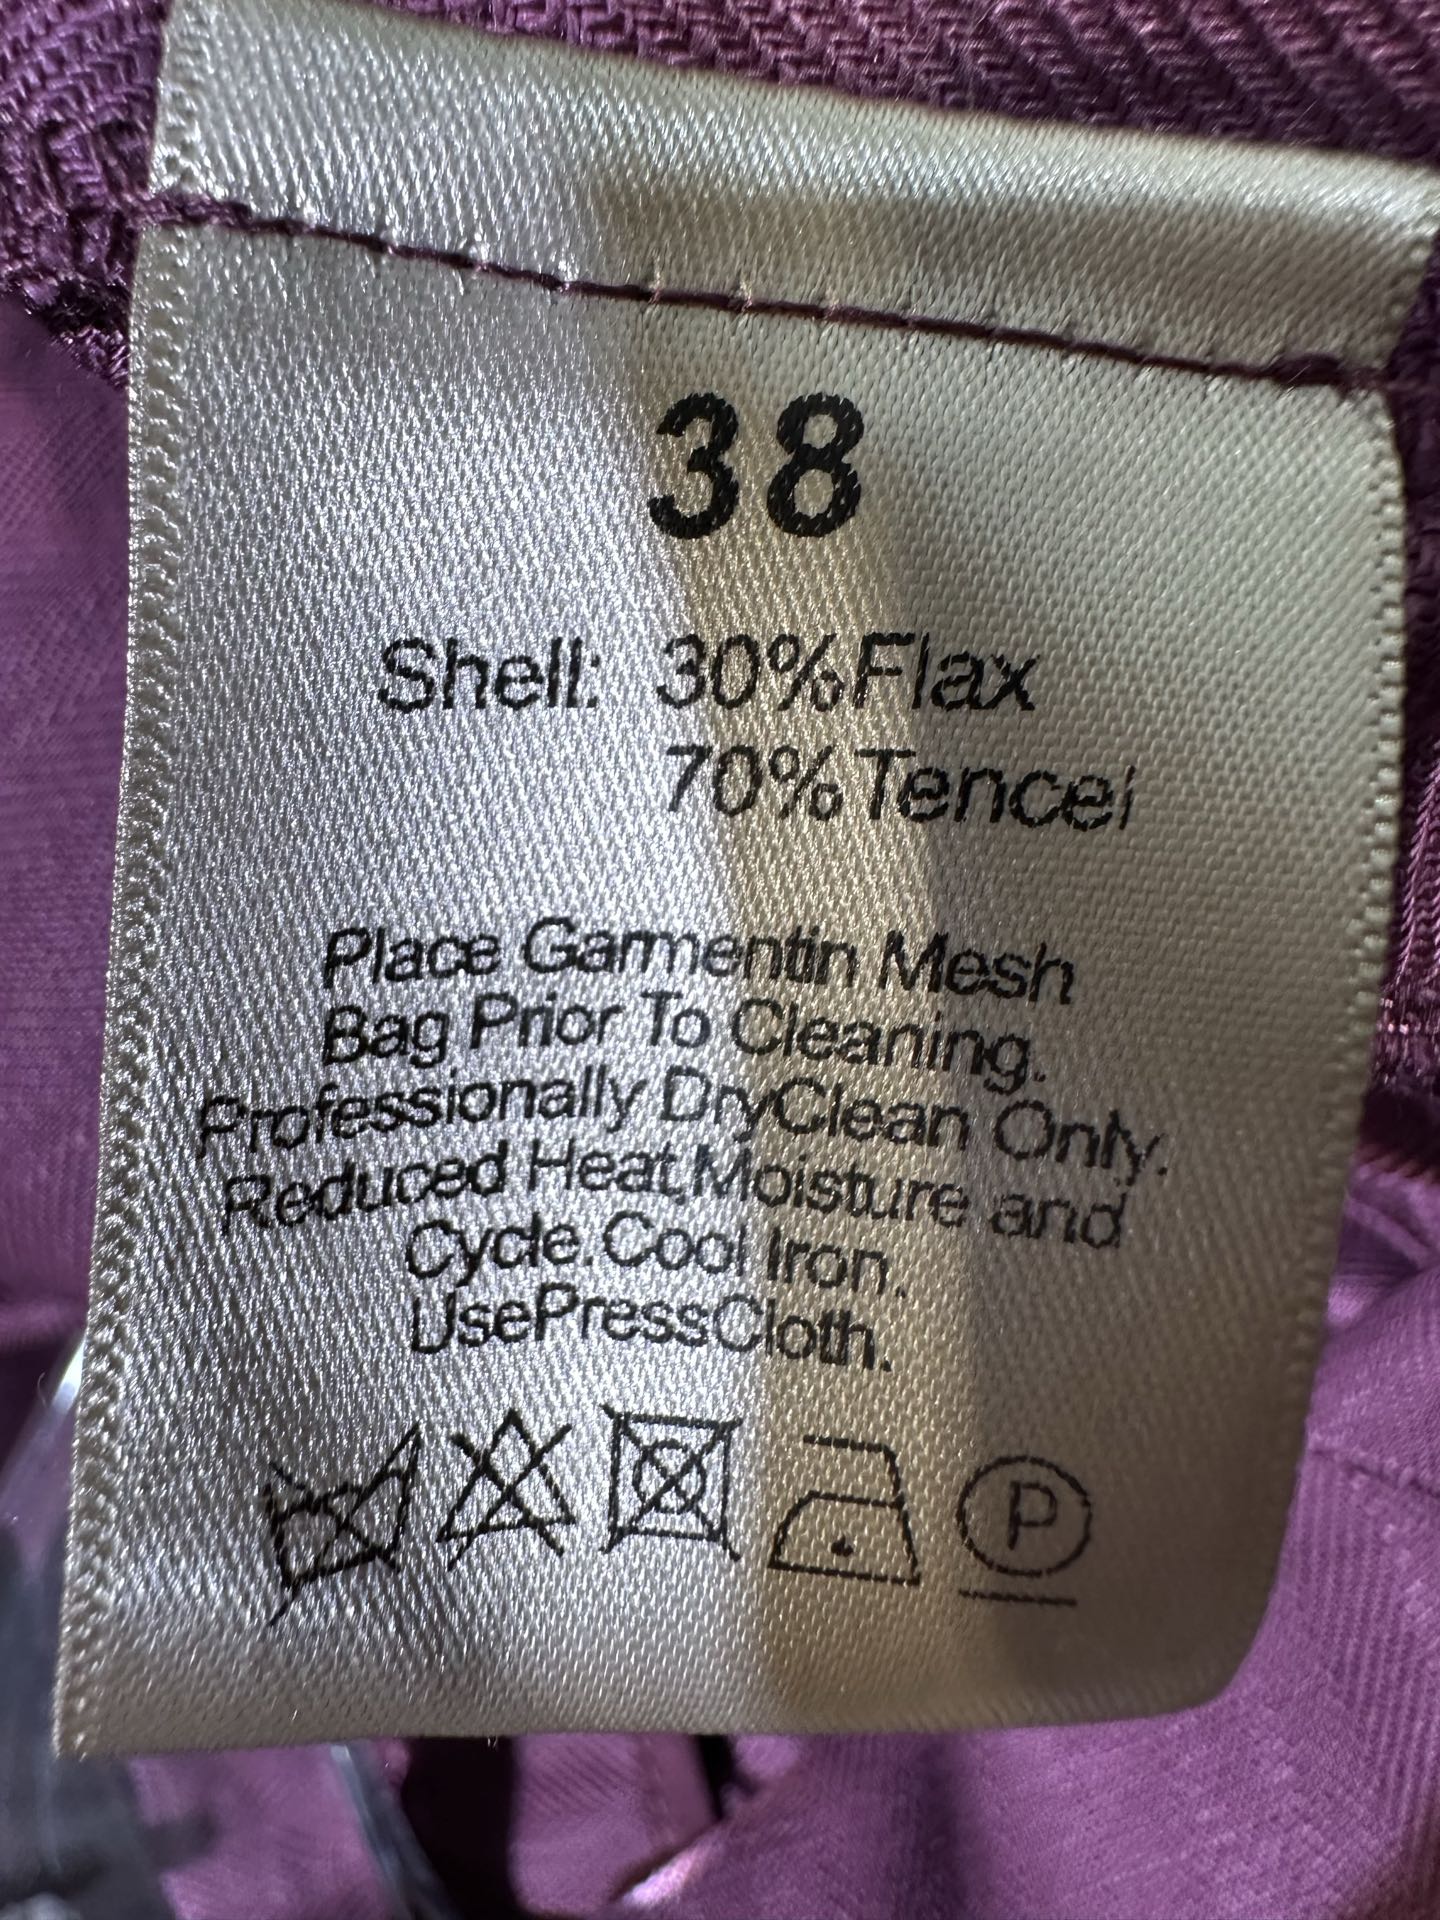 38
Shell: 30%Flax
70%Tencel
Place Garmentin Mesh
Bag Prior To Cleaning.
Professionally DryClean Only.
Reduced Heat,Moisture and
Cycle.Cool Iron.
UsePressCloth.
P